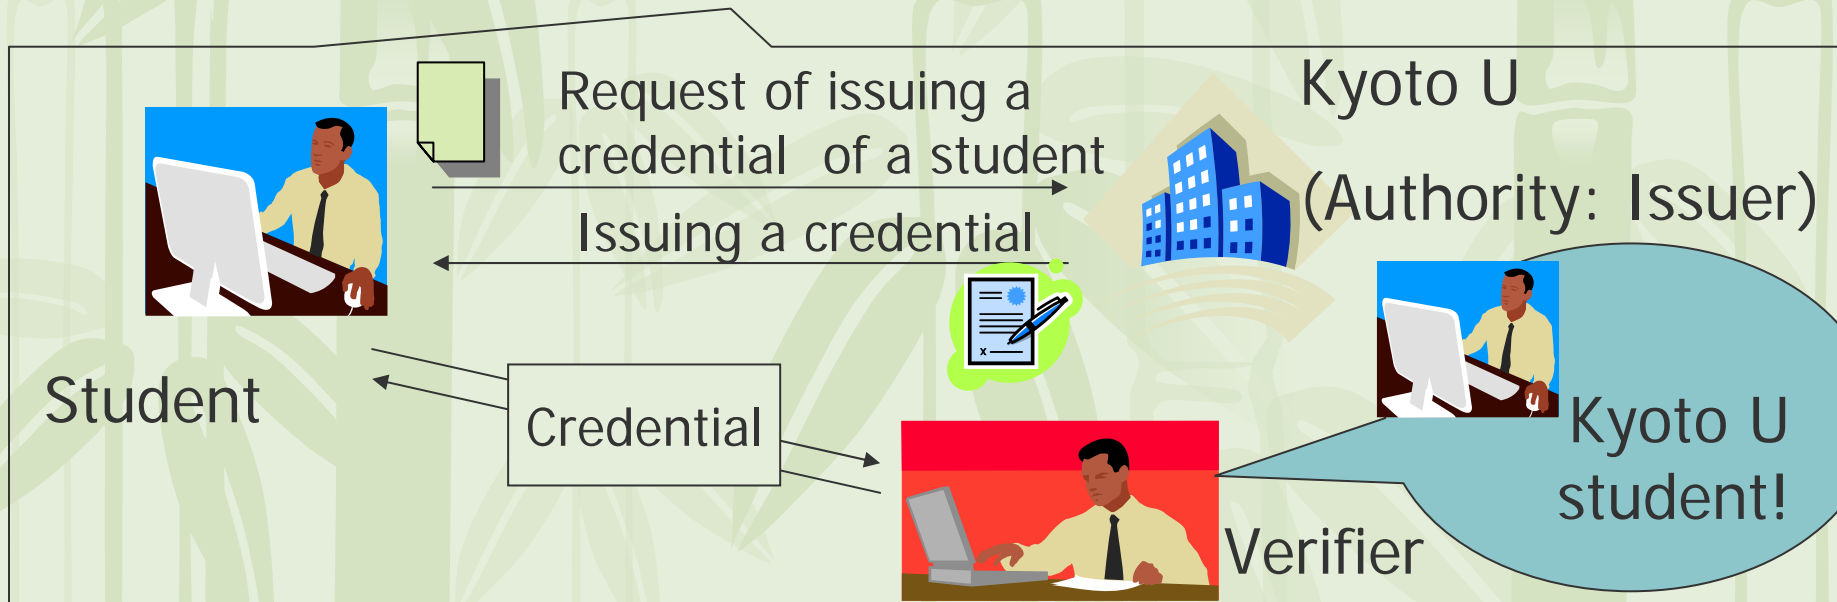 Request of issuing a
credential of a student
Issuing a credential
Kyoto U
(Authority: Issuer)
Student
Credential
Kyoto U
student!
Verifier
x